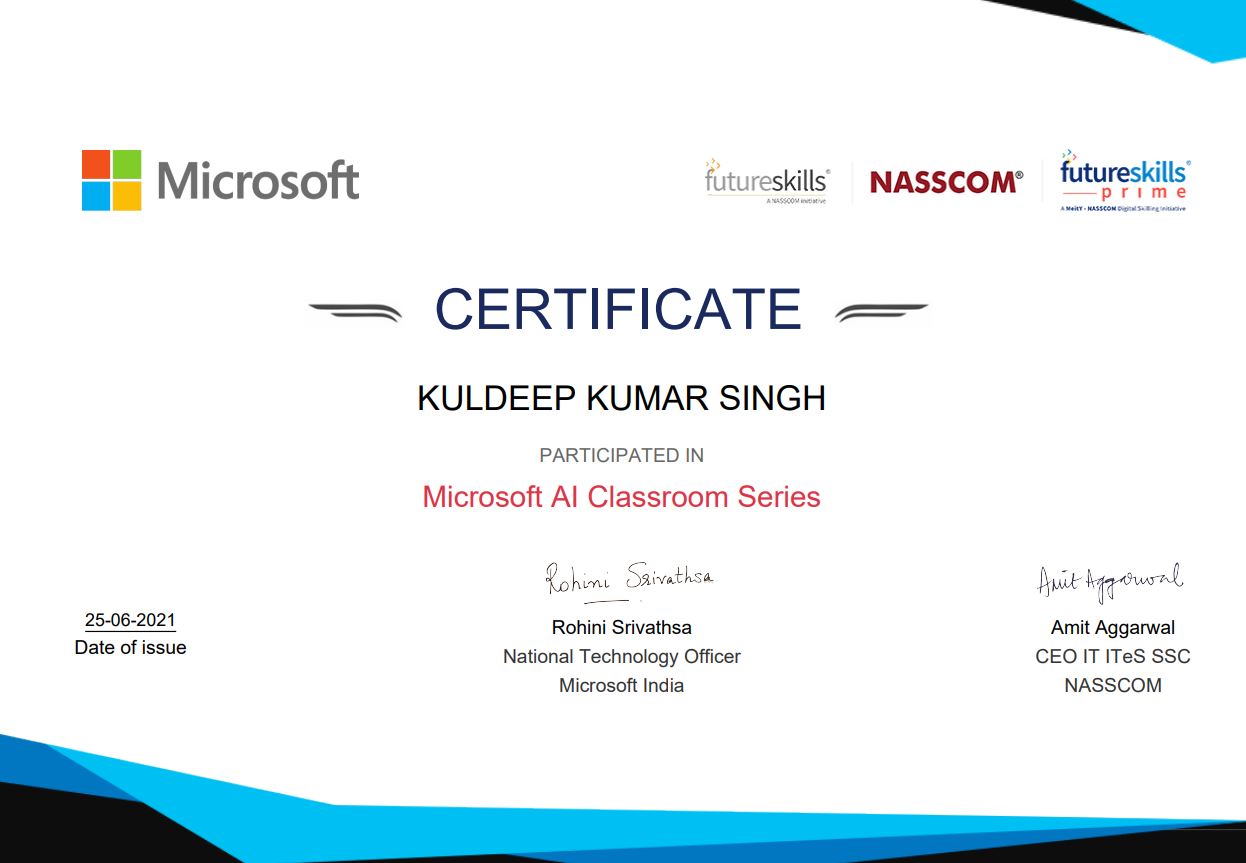 Microsoft
futureskills®
A NASSCOM Initiative
NASSCOM®
futureskills®
prime
A MeitY - NASSCOM Digital Skilling Initiative
CERTIFICATE
KULDEEP KUMAR SINGH
PARTICIPATED IN
Microsoft AI Classroom Series
Rohini Srivathsa
Amit Aggarwal
25-06-2021
Date of issue
Rohini Srivathsa
National Technology Officer
Microsoft India
Amit Aggarwal
CEO IT ITeS SSC
NASSCOM